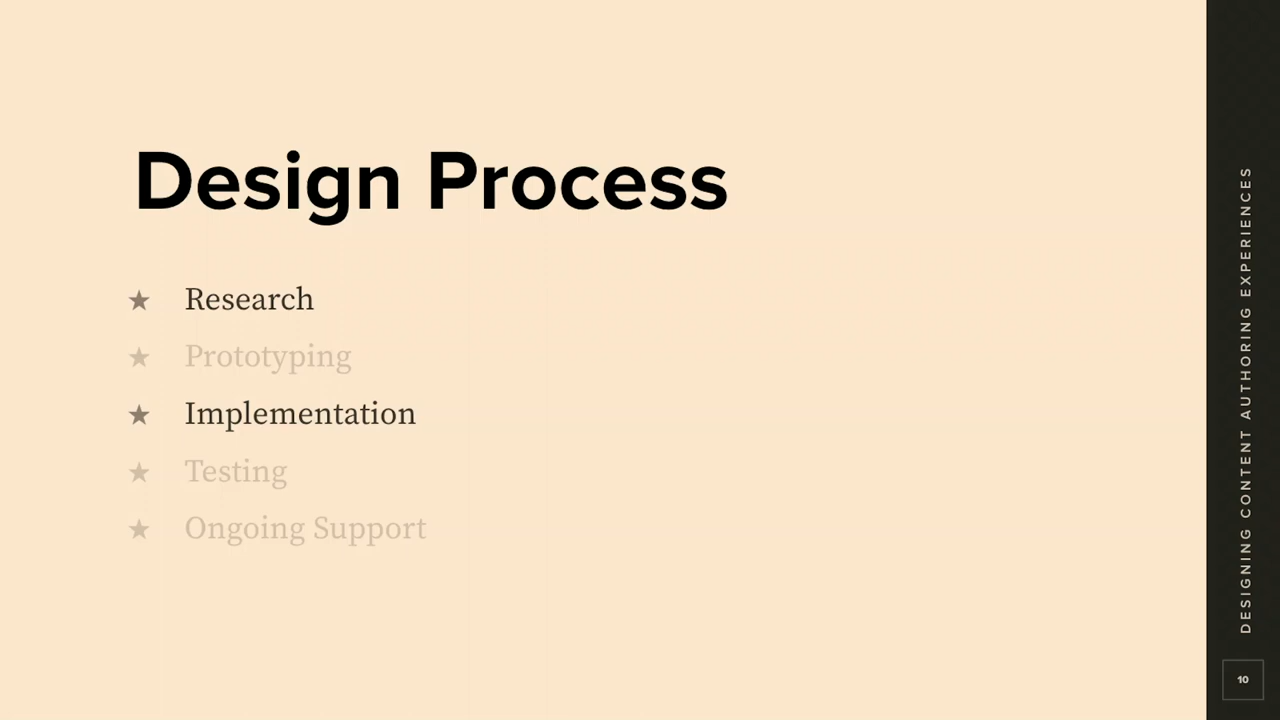 Design Process
★ Research
★ Prototyping
★ Implementation
★ Testing
★ Ongoing Support
DESIGNING CONTENT AUTHORING EXPERIENCES
10